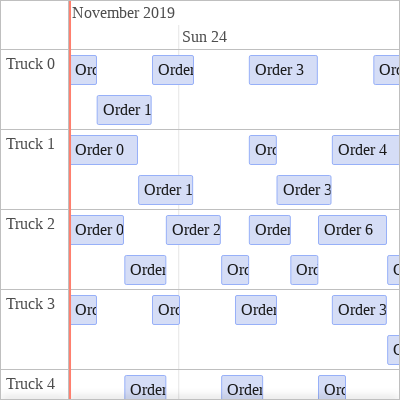 November 2019
Sun 24
Truck 0
Orc
Order
Order 3
Orc
Order 1
Truck 1
Order 0
Orc
Order 4
Order 1
Order 3
Truck 2
Order 0
Order 2
Order
Order 6
Order
Orc
Orc
Truck 3
Orc
Orc
Order
Order 3
Truck 4
Order
Order
Orc